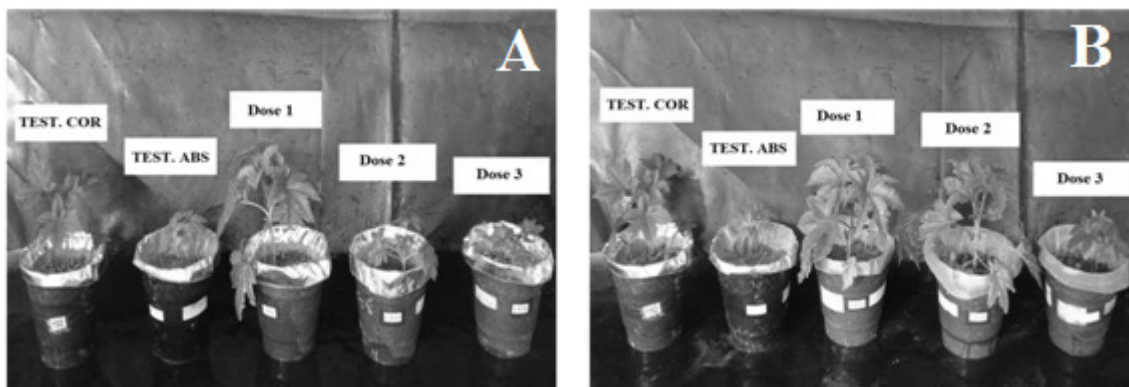 A
TEST. COR
TEST. ABS
Dose 1
Dose 2
Dose 3
B
TEST. COR
TEST. ABS
Dose 1
Dose 2
Dose 3